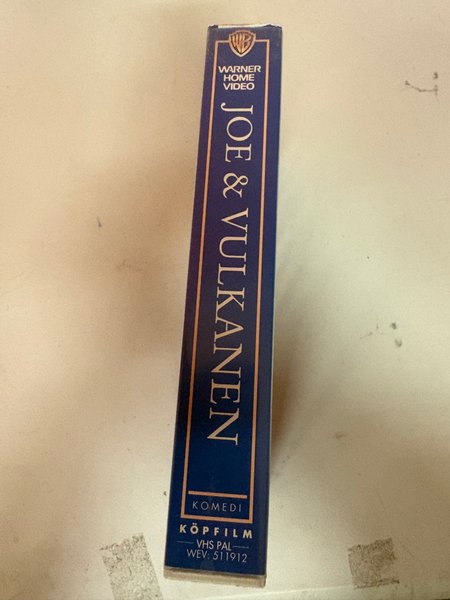 WB
WARNER
HOME
VIDEO
JOE & VULKANEN
KOMEDI
KÖPFILM
VHS PAL
WEV: 511912